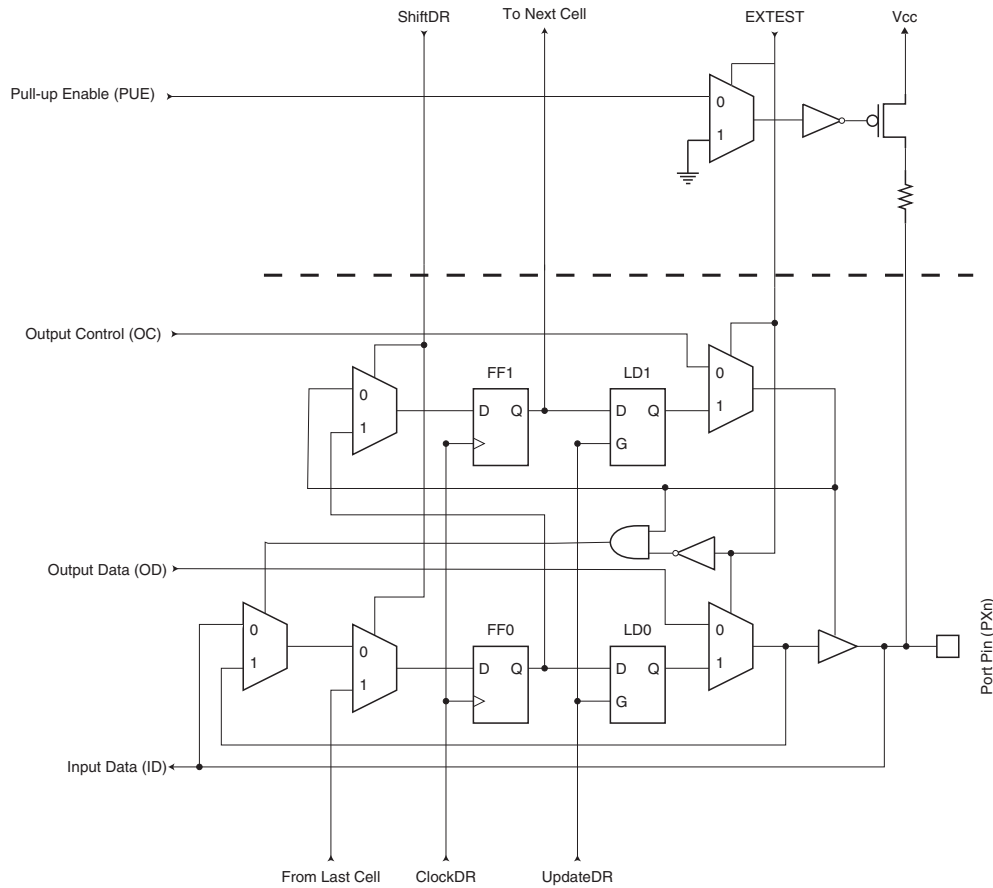 ShiftDR
To Next Cell
EXTEST
Vcc
Pull-up Enable (PUE)
0
1
Output Control (OC)
FF1
LD1
0
1
D Q
D Q
0
1
G
Output Data (OD)
FF0
LD0
0
1
0
1
D Q
D Q
0
1
G
Port Pin (PXn)
Input Data (ID)
From Last Cell
ClockDR
UpdateDR